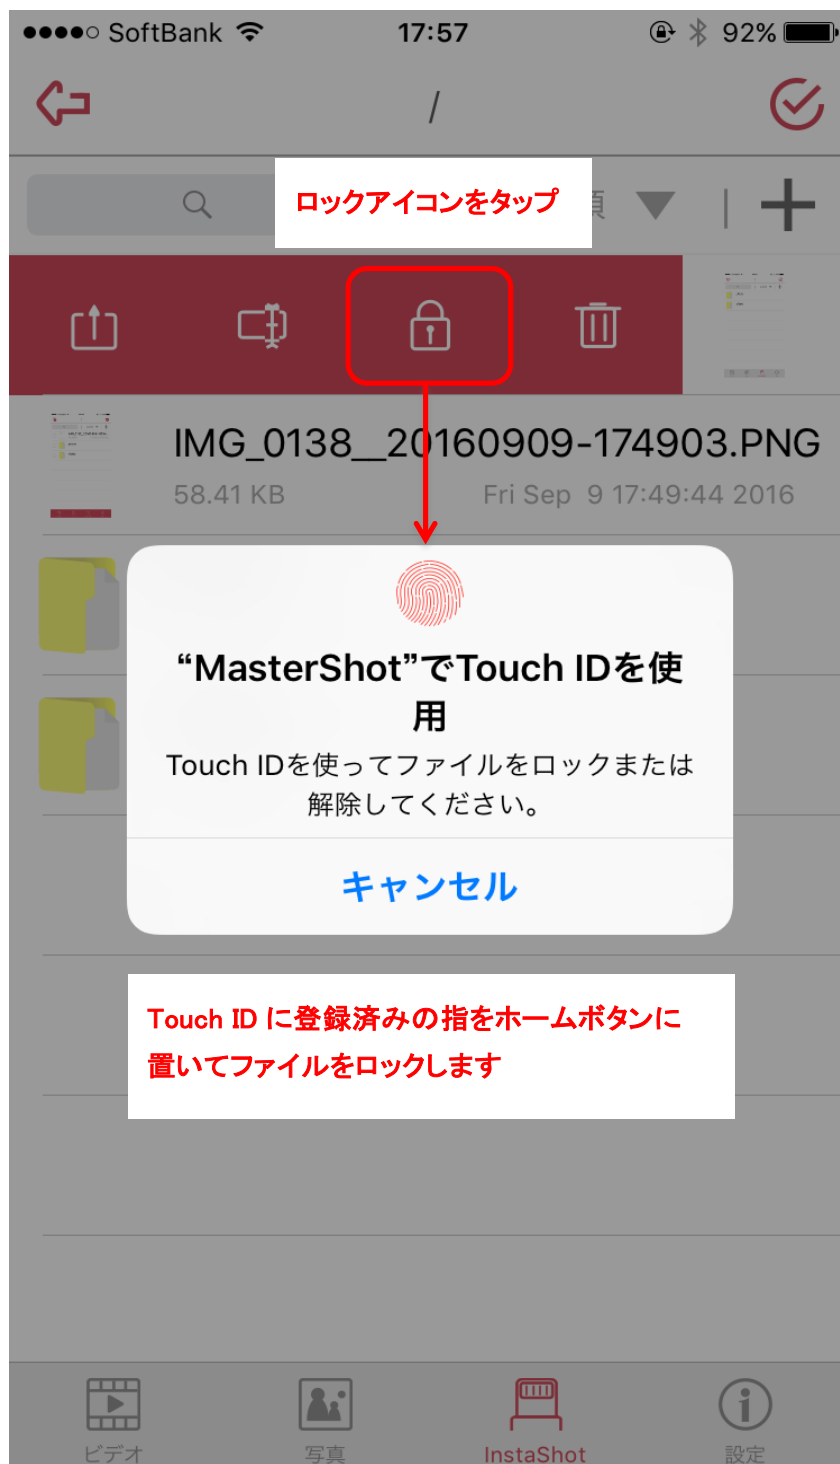 SoftBank 17:57 92%
/
ロックアイコンをタップ
IMG_0138__20160909-174903.PNG
58.41 KB Fri Sep 9 17:49:44 2016
“MasterShot”でTouch IDを使
用
Touch IDを使ってファイルをロックまたは
解除してください。
キャンセル
Touch ID に登録済みの指をホームボタンに
置いてファイルをロックします
ビデオ 写真 InstaShot 設定